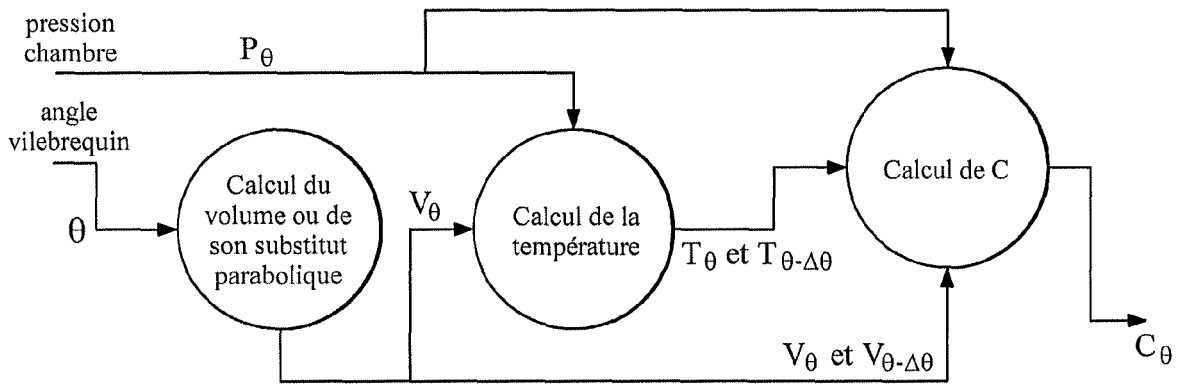 pression
chambre
P_θ
angle
vilebrequin
θ
Calcul du
volume ou de
son substitut
parabolique
V_θ
Calcul de la
température
T_θ et T_θ-Δθ
Calcul de C
V_θ et V_θ-Δθ
C_θ